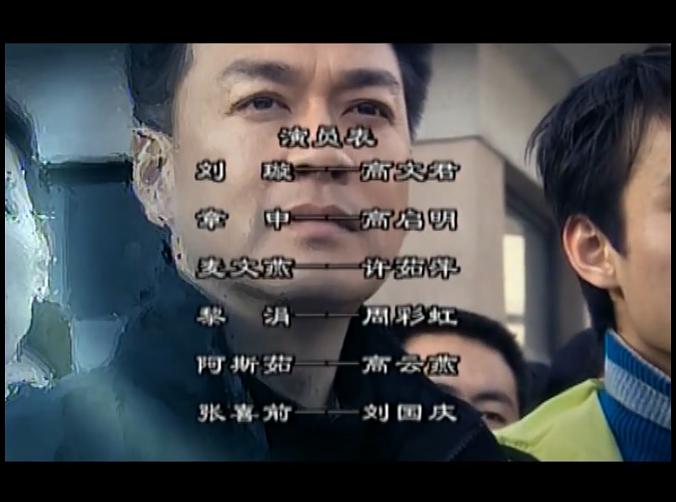 演员表
刘 璇——高文君
章 申——高启明
麦文燕——许茹萍
黎 涓——周彩虹
阿斯茹——高云燕
张喜前——刘国庆